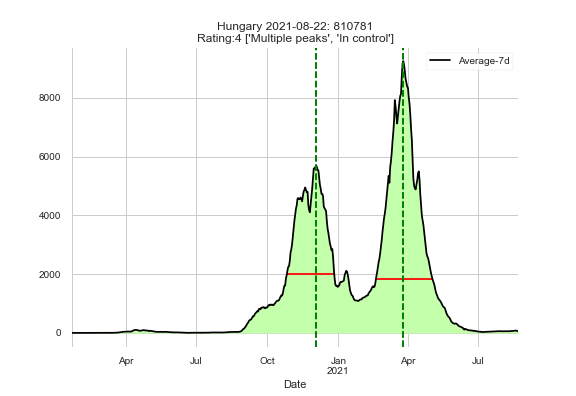 Hungary 2021-08-22: 810781
Rating:4 ['Multiple peaks', 'In control']
Average-7d
8000
6000
4000
2000
0
Apr
Jul
Oct
Jan
2021
Apr
Jul
Date